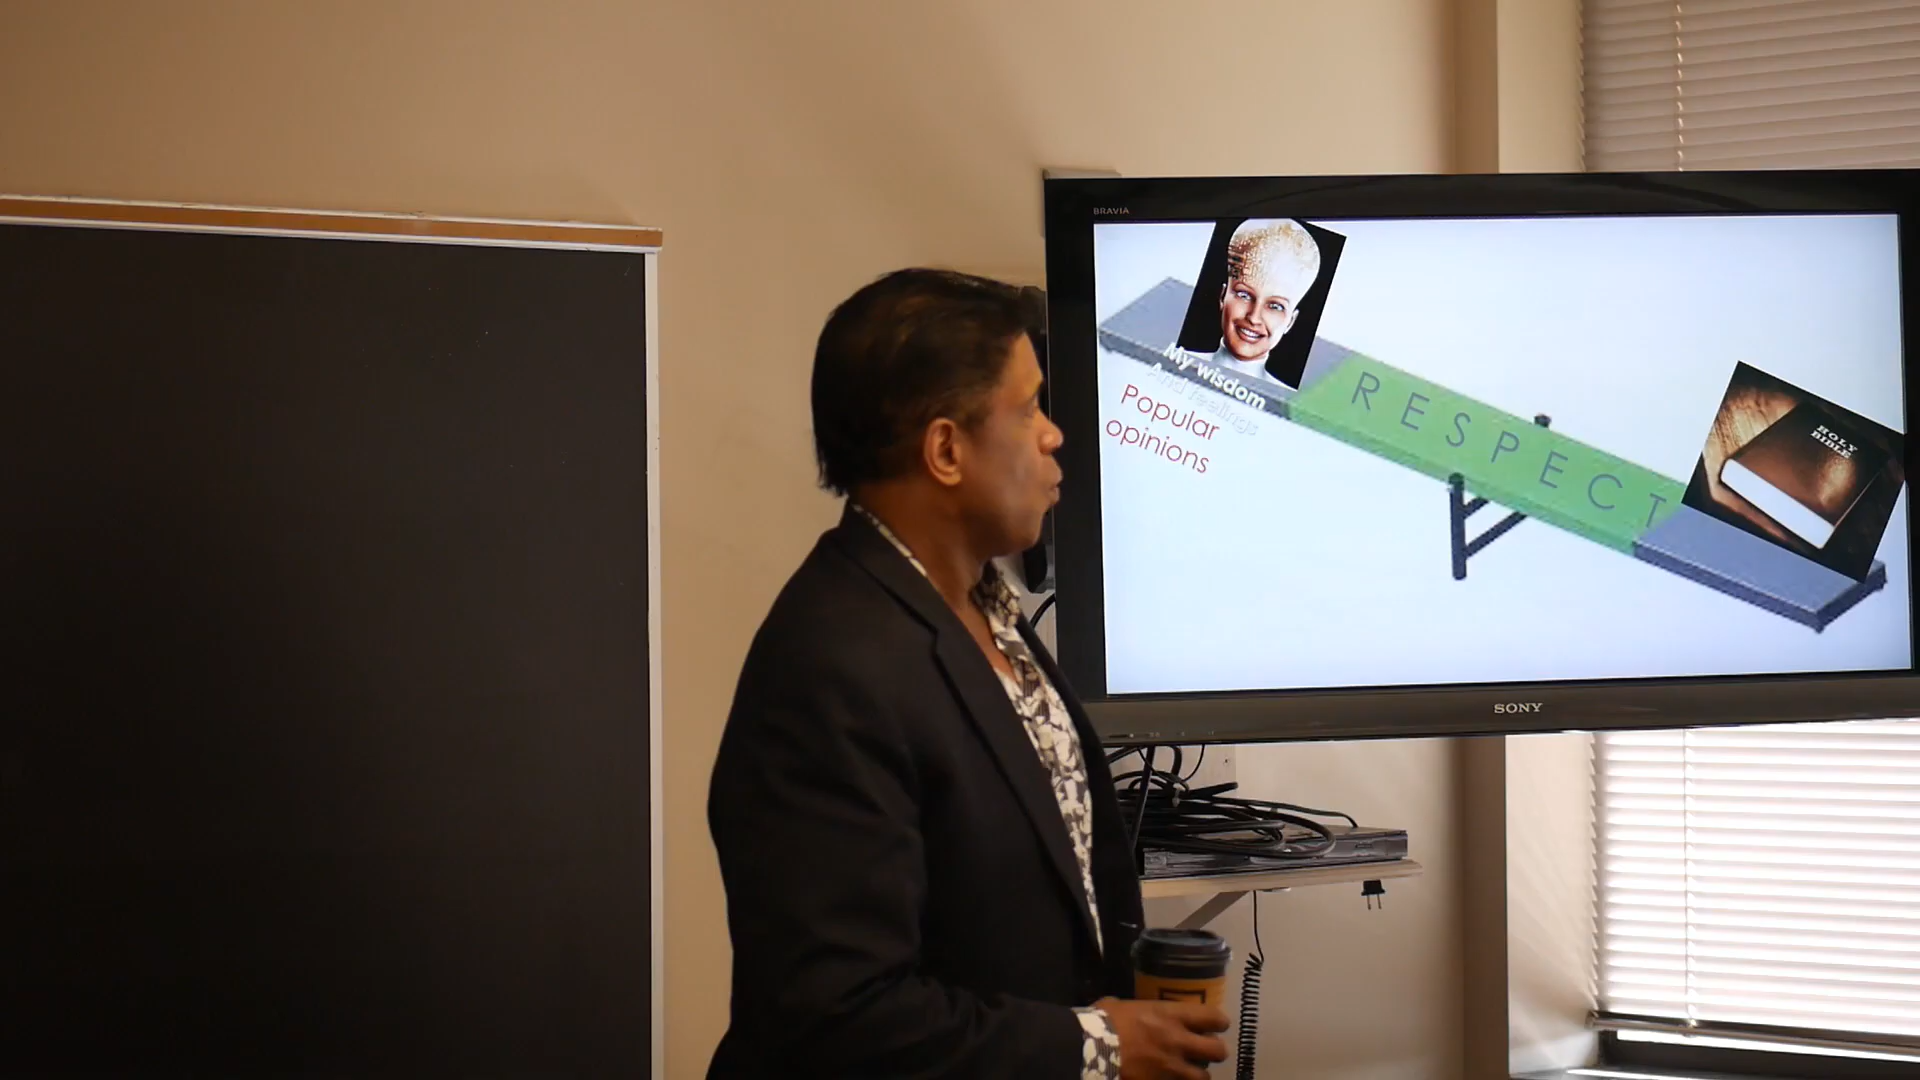 BRAVIA
My wisdom
And feelings
Popular
opinions
RESPECT
HOLY
BIBLE
SONY